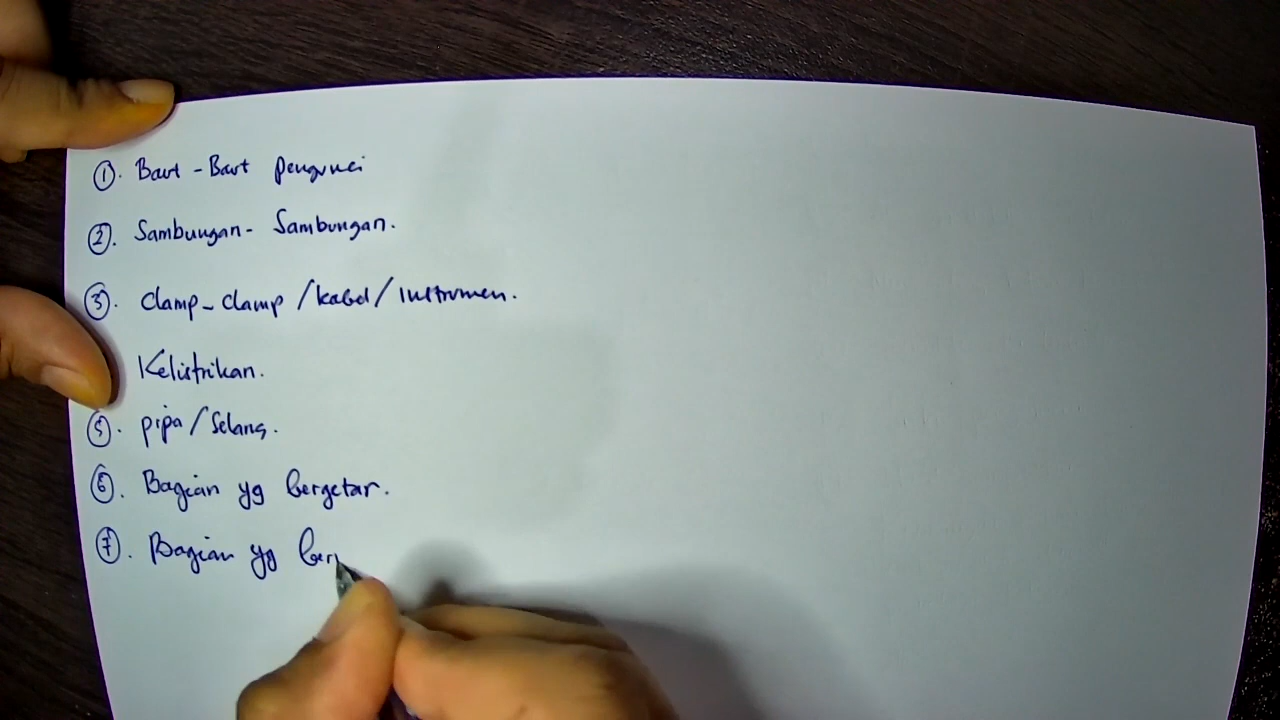 ①. Baut - Baut pengunci
②. Sambungan - Sambungan.
③. Clamp - clamp / kabel / instrumen.
Kelistrikan.
⑤. pipa / Selang.
⑥. Bagian yg bergetar.
⑦. Bagian yg ber